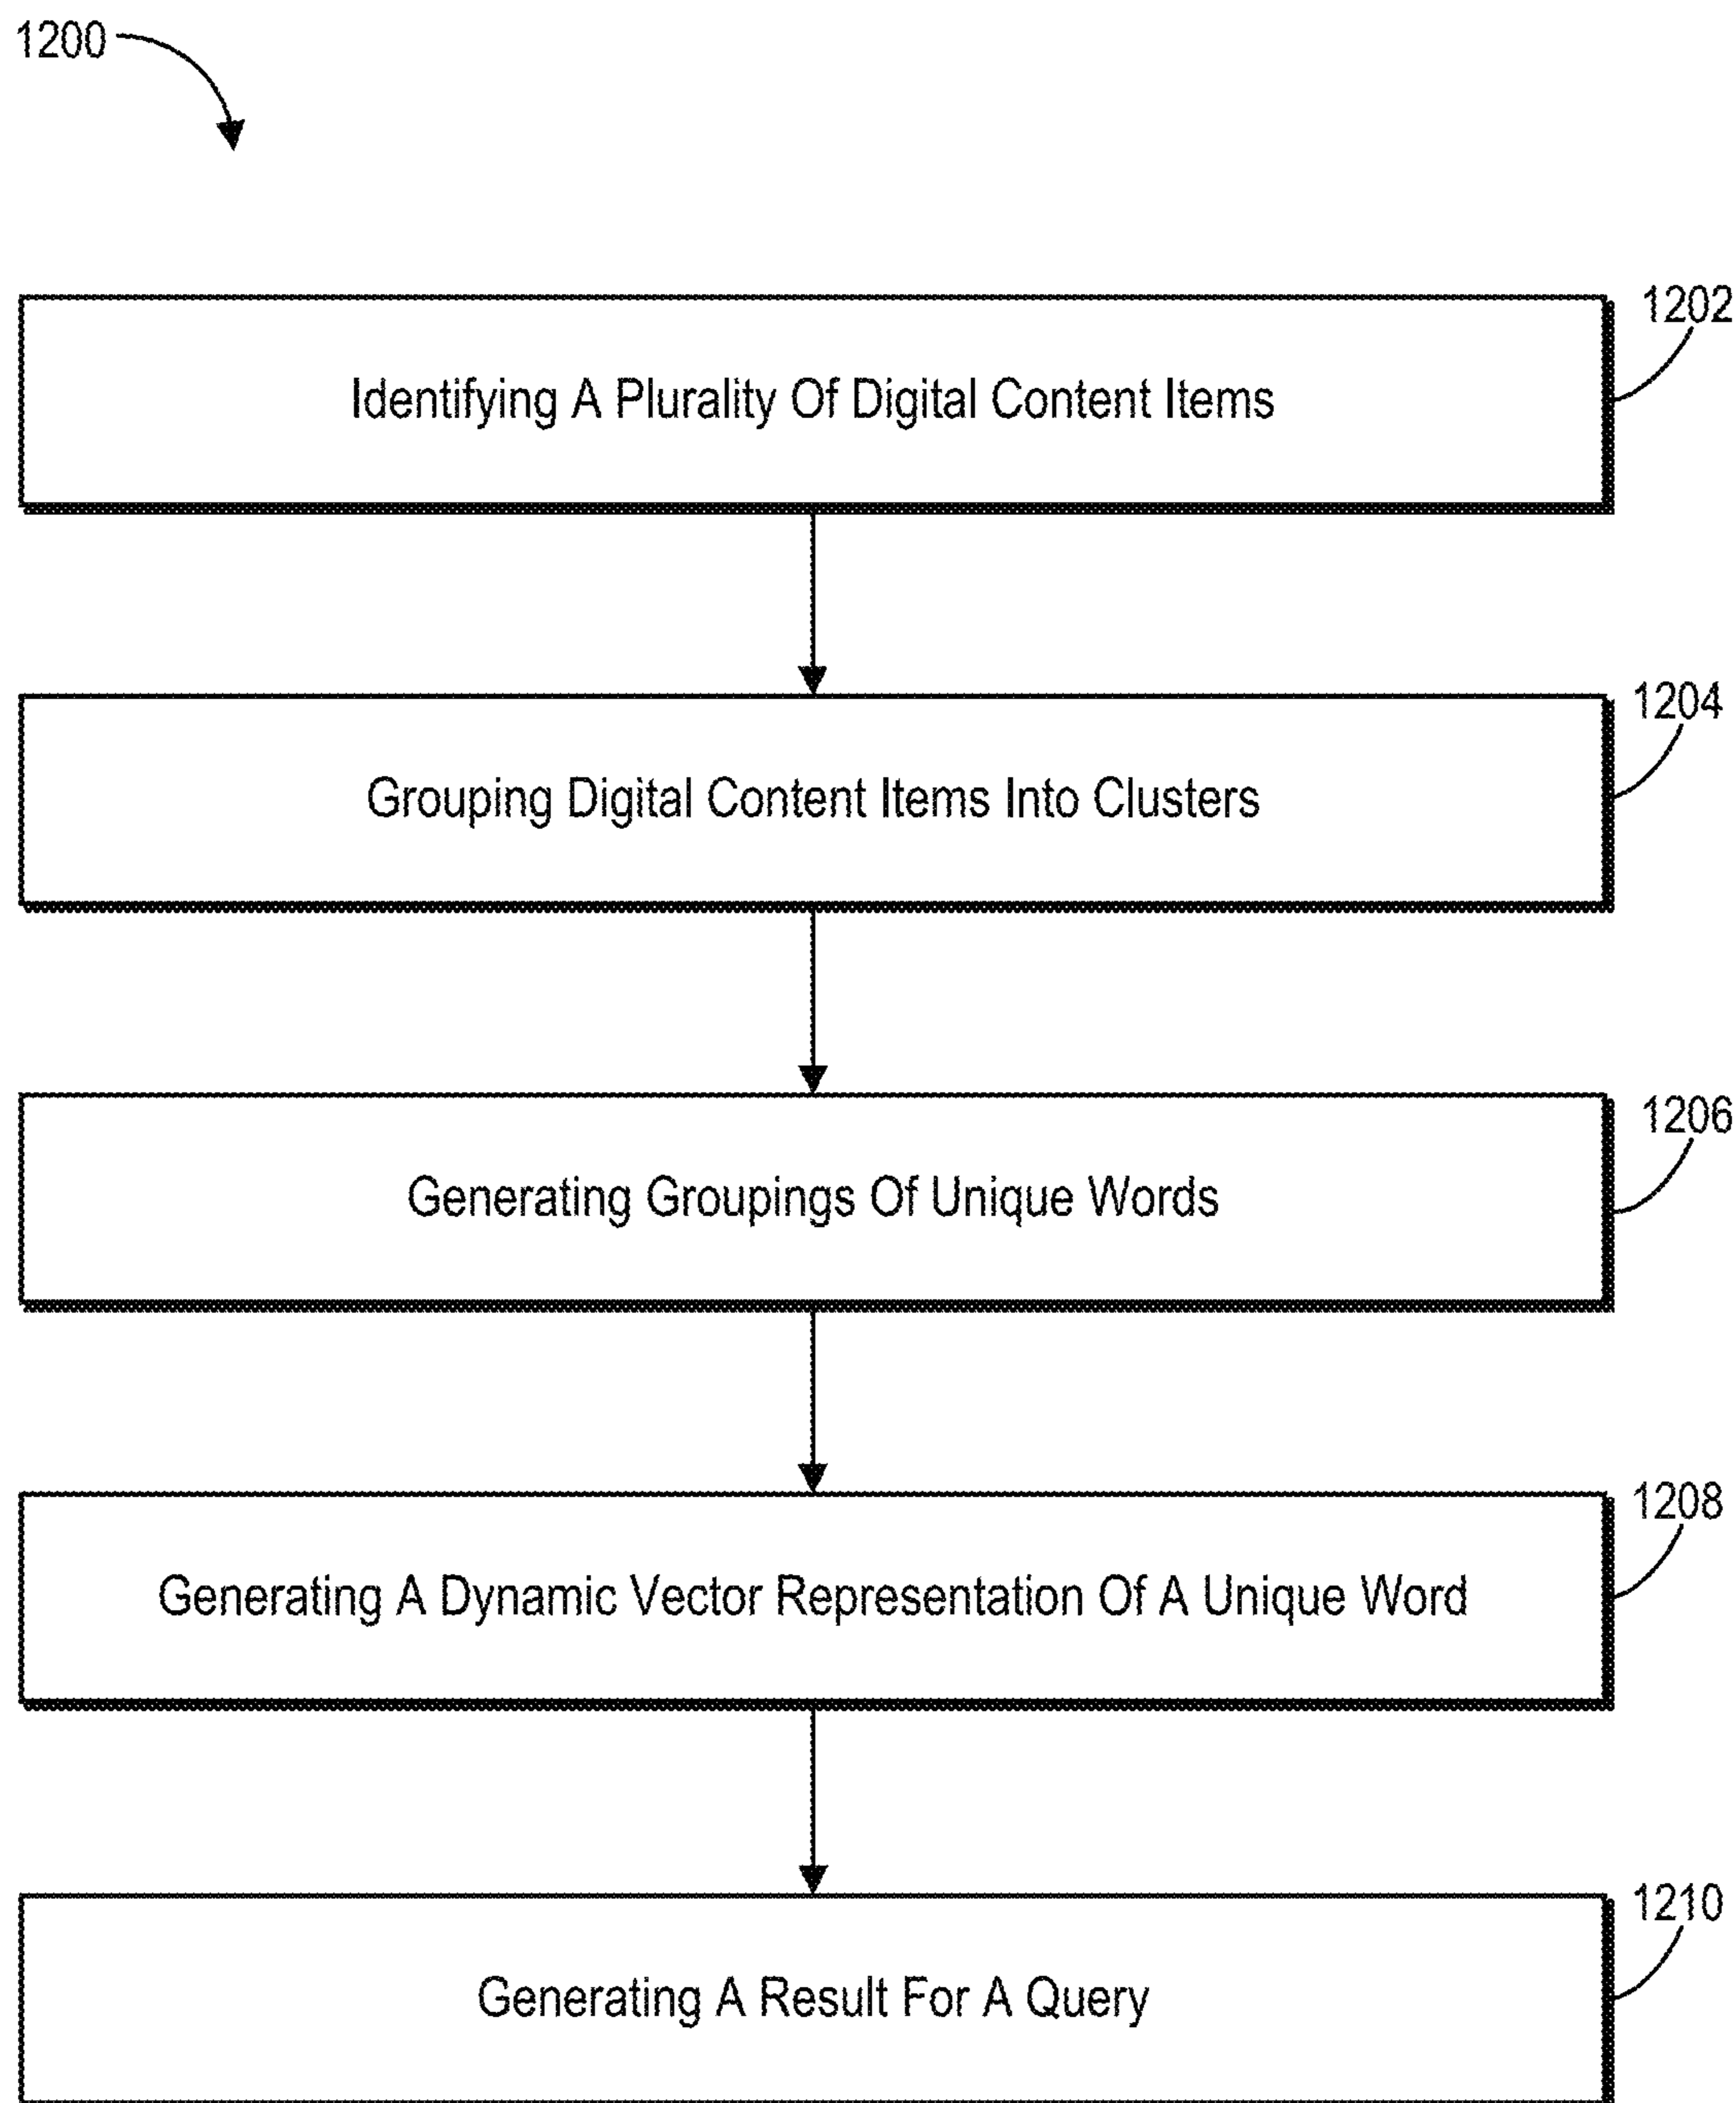 1200
1202
Identifying A Plurality Of Digital Content Items
1204
Grouping Digital Content Items Into Clusters
1206
Generating Groupings Of Unique Words
1208
Generating A Dynamic Vector Representation Of A Unique Word
1210
Generating A Result For A Query